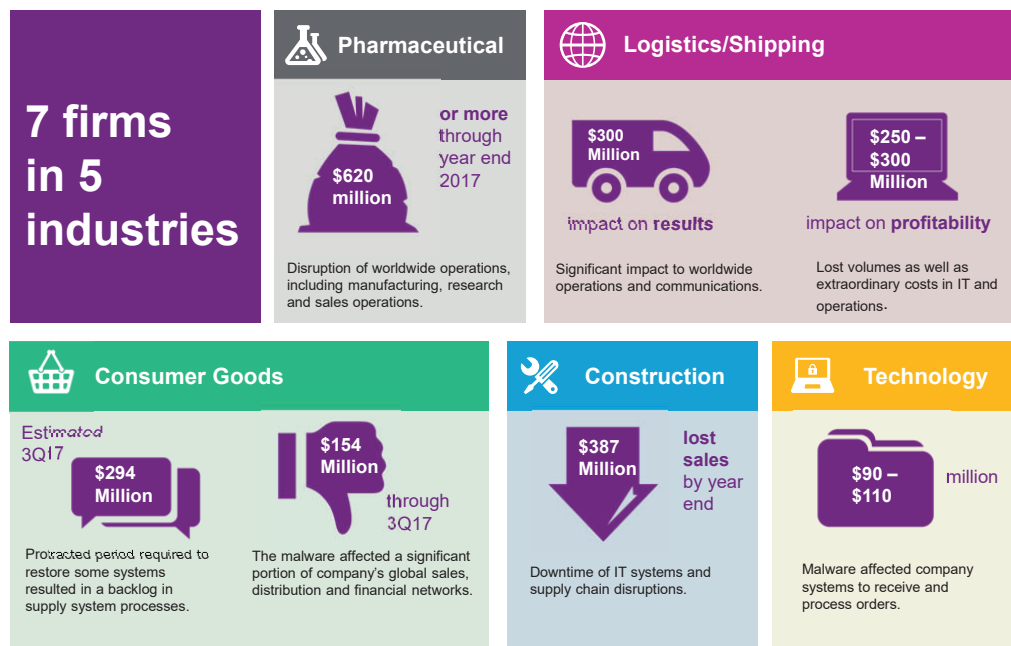 7 firms
in 5
industries
Pharmaceutical
$620
million
or more
through
year end
2017
Disruption of worldwide operations,
including manufacturing, research
and sales operations.
Logistics/Shipping
$300
Million
impact on results
Significant impact to worldwide
operations and communications.
$250 –
$300
Million
impact on profitability
Lost volumes as well as
extraordinary costs in IT and
operations.
Consumer Goods
Estimated
3Q17
$294
Million
Protracted period required to
restore some systems
resulted in a backlog in
supply system processes.
$154
Million
through
3Q17
The malware affected a significant
portion of company’s global sales,
distribution and financial networks.
Construction
$387
Million
lost
sales
by year
end
Downtime of IT systems and
supply chain disruptions.
Technology
$90 –
$110
million
Malware affected company
systems to receive and
process orders.